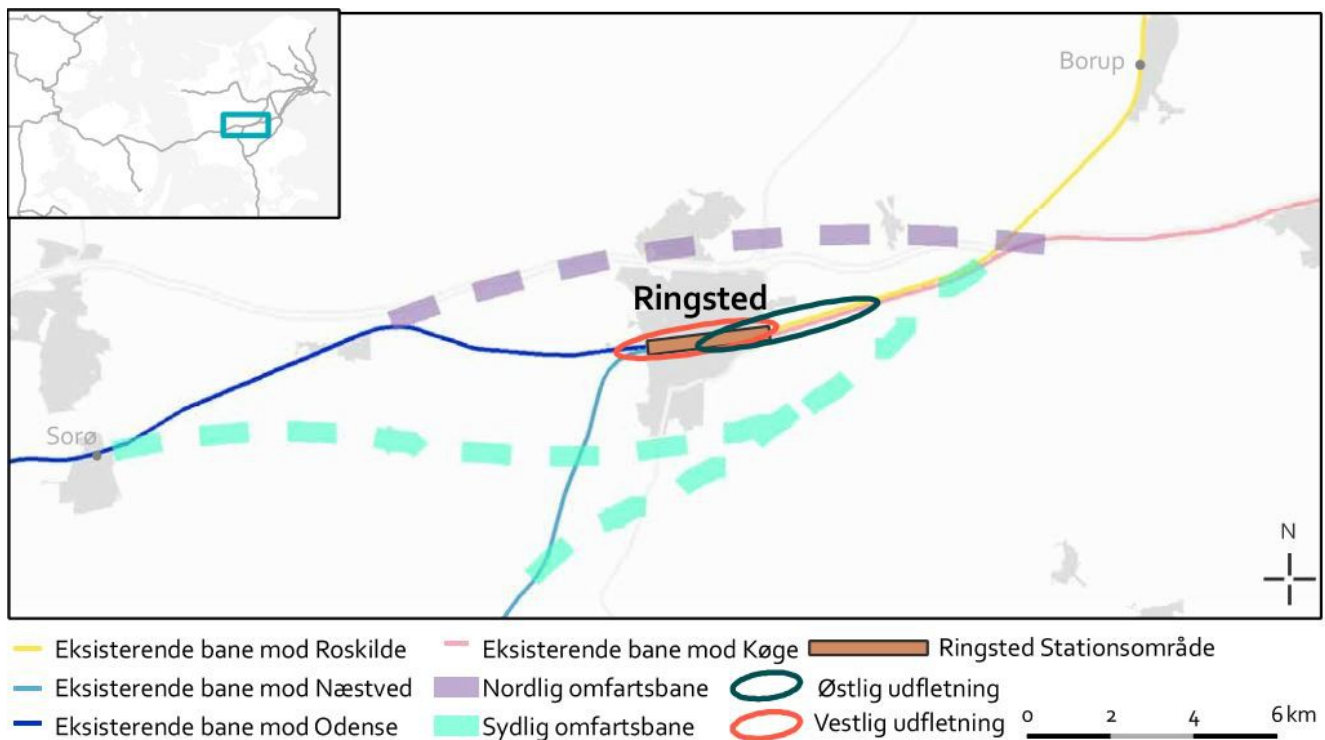 Borup
Ringsted
Sorø
N
Eksisterende bane mod Roskilde
Eksisterende bane mod Køge
Ringsted Stationsområde
Eksisterende bane mod Næstved
Nordlig omfartsbane
Østlig udfletning
Eksisterende bane mod Odense
Sydlig omfartsbane
Vestlig udfletning
0 2 4 6 km